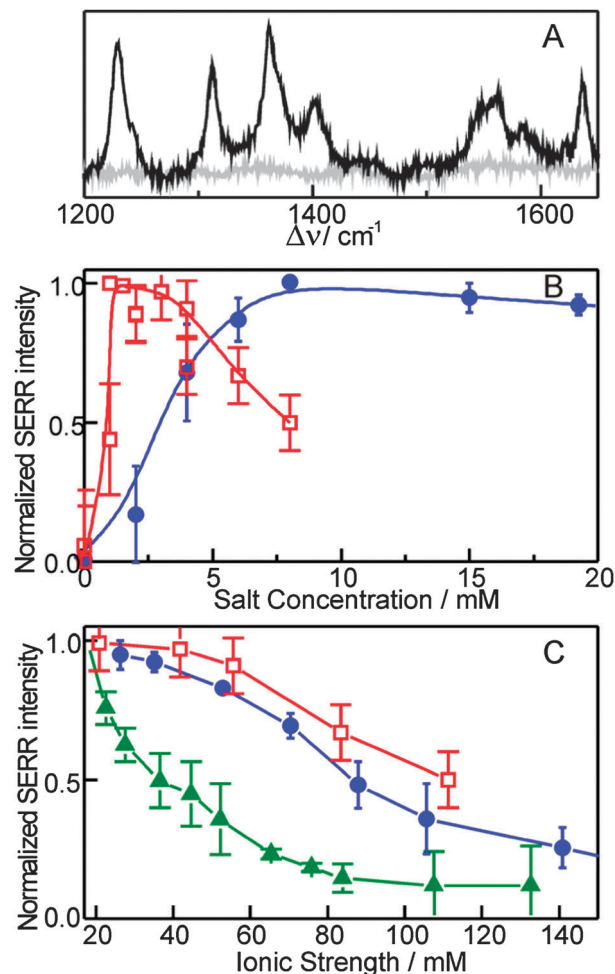 A
1200
1400
1600
Δν/ cm⁻¹
B
Normalized SERR intensity
1.0
0.5
0.0
0
5
10
15
20
Salt Concentration / mM
C
Normalized SERR intensity
1.0
0.5
0.0
20
40
60
80
100
120
140
Ionic Strength / mM